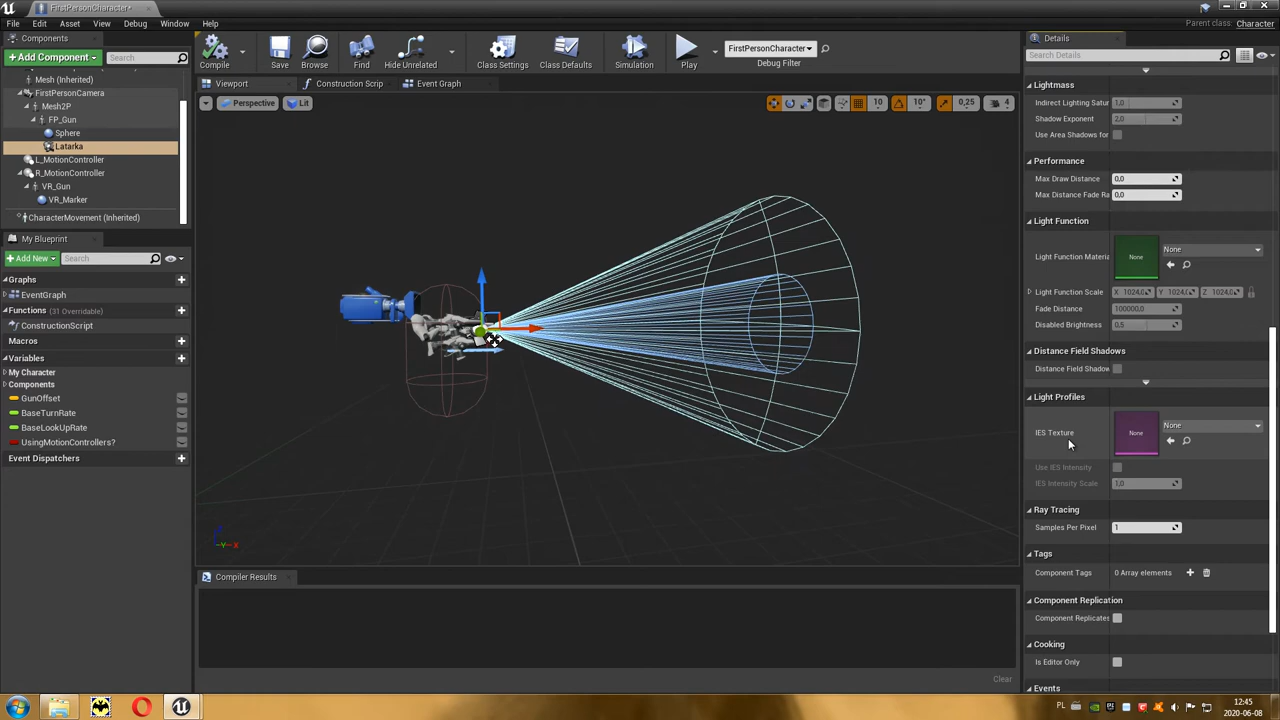 FirstPersonCharacter*
File Edit Asset View Debug Window Help
Parent class: Character
Components
Add Component Search
Mesh (Inherited)
FirstPersonCamera
Mesh2P
FP_Gun
Sphere
Latarka
L_MotionController
R_MotionController
VR_Gun
VR_Marker
CharacterMovement (Inherited)
My Blueprint
Add New Search
Graphs
EventGraph
Functions (31 Overridable)
ConstructionScript
Macros
Variables
My Character
Components
GunOffset
BaseTurnRate
BaseLookUpRate
UsingMotionControllers?
Event Dispatchers
Compile Save Browse Find Hide Unrelated Class Settings Class Defaults Simulation Play
FirstPersonCharacter
Debug Filter
Viewport Construction Scrip Event Graph
Perspective Lit
10 10° 0,25 4
Compiler Results
Clear
Details
Search Details
Lightmass
Indirect Lighting Satur 1,0
Shadow Exponent 2,0
Use Area Shadows for
Performance
Max Draw Distance 0,0
Max Distance Fade Ra 0,0
Light Function
Light Function Materia None None
Light Function Scale X 1024,0 Y 1024,0 Z 1024,0
Fade Distance 100000,0
Disabled Brightness 0,5
Distance Field Shadows
Distance Field Shadow
Light Profiles
IES Texture None None
Use IES Intensity
IES Intensity Scale 1,0
Ray Tracing
Samples Per Pixel 1
Tags
Component Tags 0 Array elements
Component Replication
Component Replicates
Cooking
Is Editor Only
Events
PL
12:45
2020-06-08